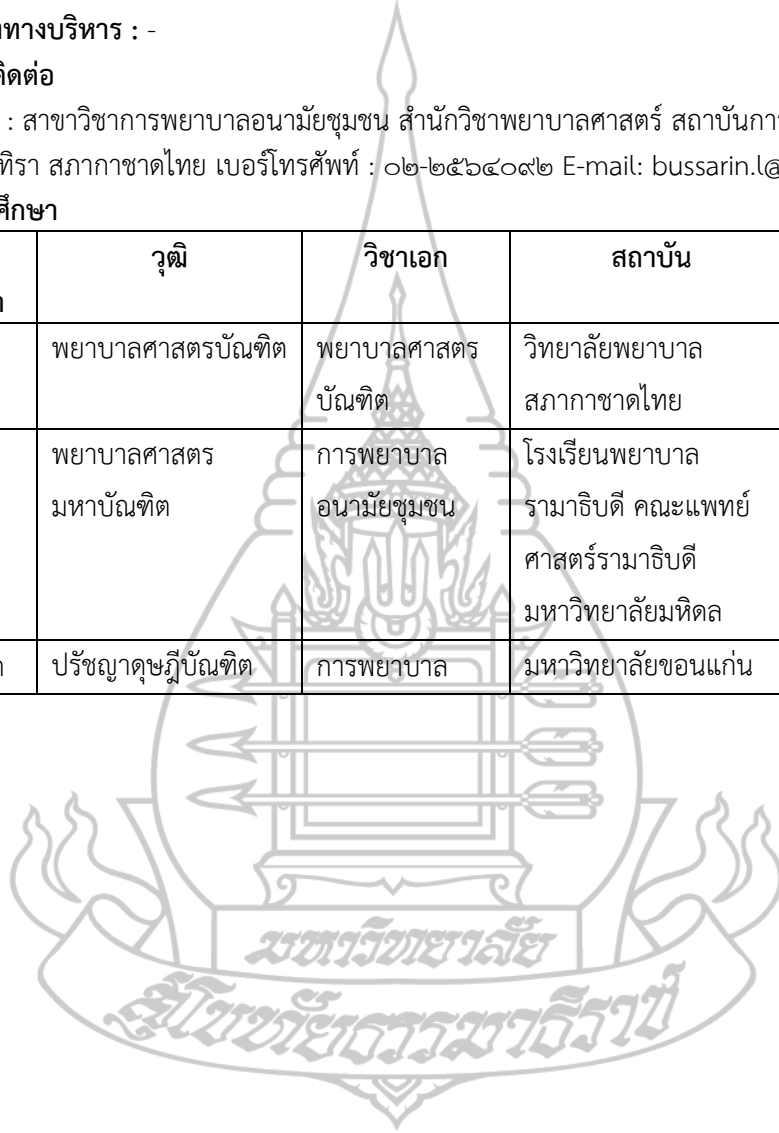 ทางบริหาร : -
ติดต่อ
: สาขาวิชาการพยาบาลอนามัยชุมชน สำนักวิชาพยาบาลศาสตร์
สภากาชาดไทย เบอร์โทรศัพท์ : ๐๒-๒๕๖๔๐๙๒ E-mail: bussarin.l@
ศึกษา
วุฒิ วิชาเอก สถาบัน
พยาบาลศาสตรบัณฑิต พยาบาลศาสตร วิทยาลัยพยาบาล
บัณฑิต สภากาชาดไทย
พยาบาลศาสตร การพยาบาล โรงเรียนพยาบาล
มหาบัณฑิต อนามัยชุมชน รามาธิบดี คณะแพทย์
ศาสตร์รามาธิบดี
มหาวิทยาลัยมหิดล
ปรัชญาดุษฎีบัณฑิต การพยาบาล มหาวิทยาลัยขอนแก่น
มหาวิทยาลัย
สุโขทัยธรรมาธิราช